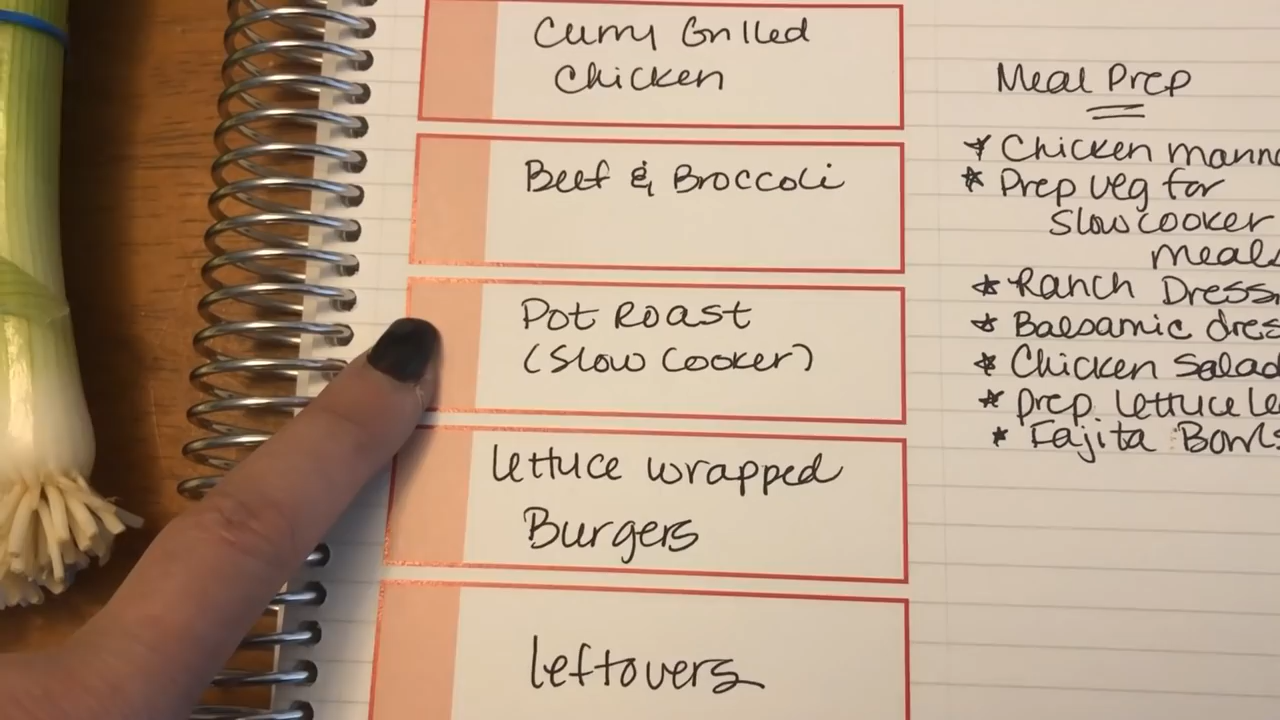 Curry Grilled
Chicken
Beef & Broccoli
Pot Roast
(Slow Cooker)
lettuce wrapped
Burgers
leftovers
Meal Prep
* Chicken
* Prep veg for
Slow cooker
meals
* Ranch
* Balsamic
* Chicken Salad
* Prep lettuce
* Fajita Bowls